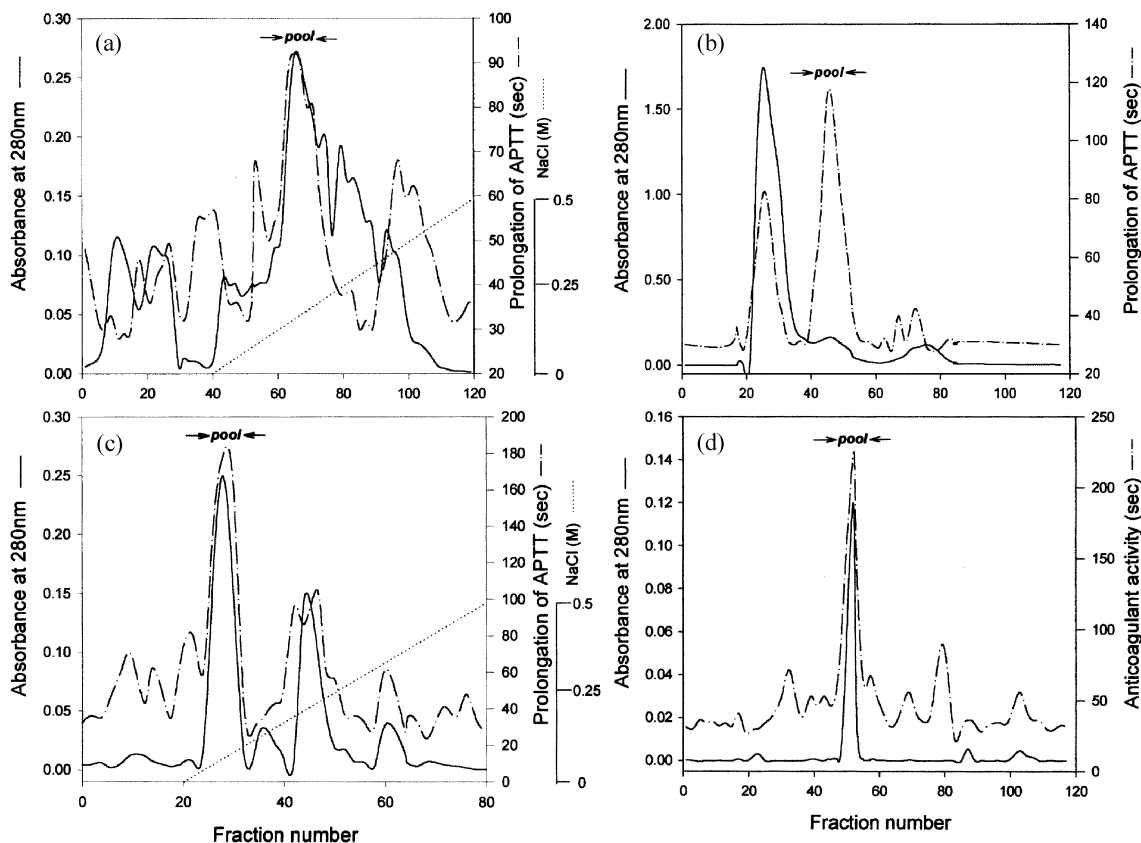 (a)
pool
Absorbance at 280nm
0.30
0.25
0.20
0.15
0.10
0.05
0.00
0 20 40 60 80 100 120
100
90
80
70
60
50
40
30
20
Prolongation of APTT (sec)
NaCl (M)
0.5
0.25
0
(b)
pool
Absorbance at 280nm
2.00
1.50
1.00
0.50
0.00
0 20 40 60 80 100 120
140
120
100
80
60
40
20
Prolongation of APTT (sec)
(c)
pool
Absorbance at 280nm
0.30
0.25
0.20
0.15
0.10
0.05
0.00
0 20 40 60 80
Fraction number
200
180
160
140
120
100
80
60
40
20
0
Prolongation of APTT (sec)
NaCl (M)
0.5
0.25
0
(d)
pool
Absorbance at 280nm
0.16
0.14
0.12
0.10
0.08
0.06
0.04
0.02
0.00
0 20 40 60 80 100 120
Fraction number
250
200
150
100
50
0
Anticoagulant activity (sec)